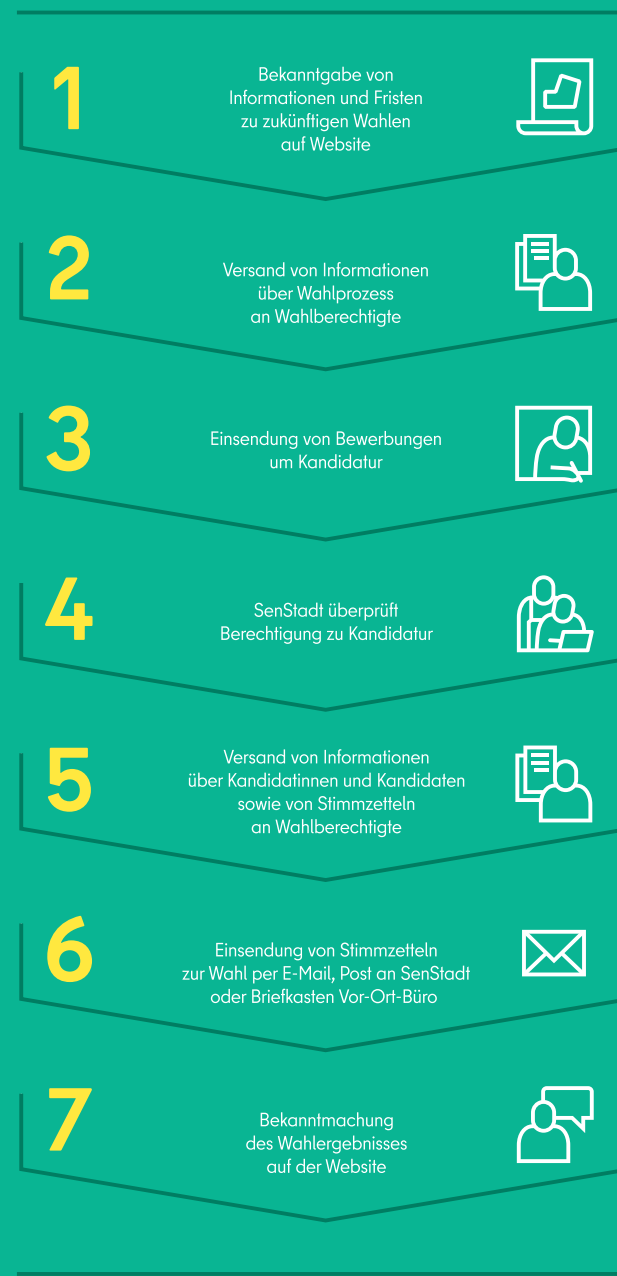 1
Bekanntgabe von
Informationen und Fristen
zu zukünftigen Wahlen
auf Website
2
Versand von Informationen
über Wahlprozess
an Wahlberechtigte
3
Einsendung von Bewerbungen
um Kandidatur
4
SenStadt überprüft
Berechtigung zu Kandidatur
5
Versand von Informationen
über Kandidatinnen und Kandidaten
sowie von Stimmzetteln
an Wahlberechtigte
6
Einsendung von Stimmzetteln
zur Wahl per E-Mail, Post an SenStadt
oder Briefkasten Vor-Ort-Büro
7
Bekanntmachung
des Wahlergebnisses
auf der Website